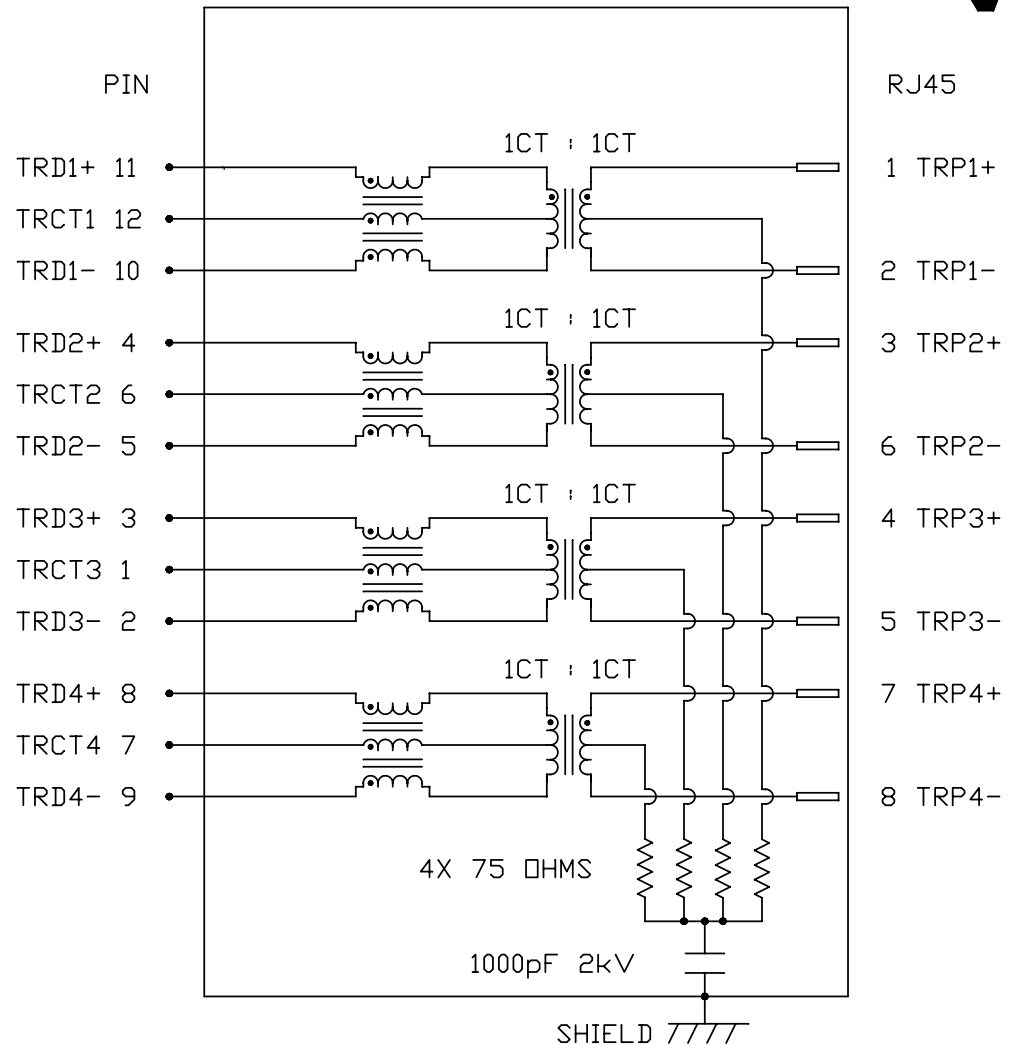 PIN RJ45
1CT : 1CT
TRD1+ 11 1 TRP1+
TRCT1 12
TRD1- 10 2 TRP1-
1CT : 1CT
TRD2+ 4 3 TRP2+
TRCT2 6
TRD2- 5 6 TRP2-
1CT : 1CT
TRD3+ 3 4 TRP3+
TRCT3 1
TRD3- 2 5 TRP3-
1CT : 1CT
TRD4+ 8 7 TRP4+
TRCT4 7
TRD4- 9 8 TRP4-
4X 75 OHMS
1000pF 2kV
SHIELD